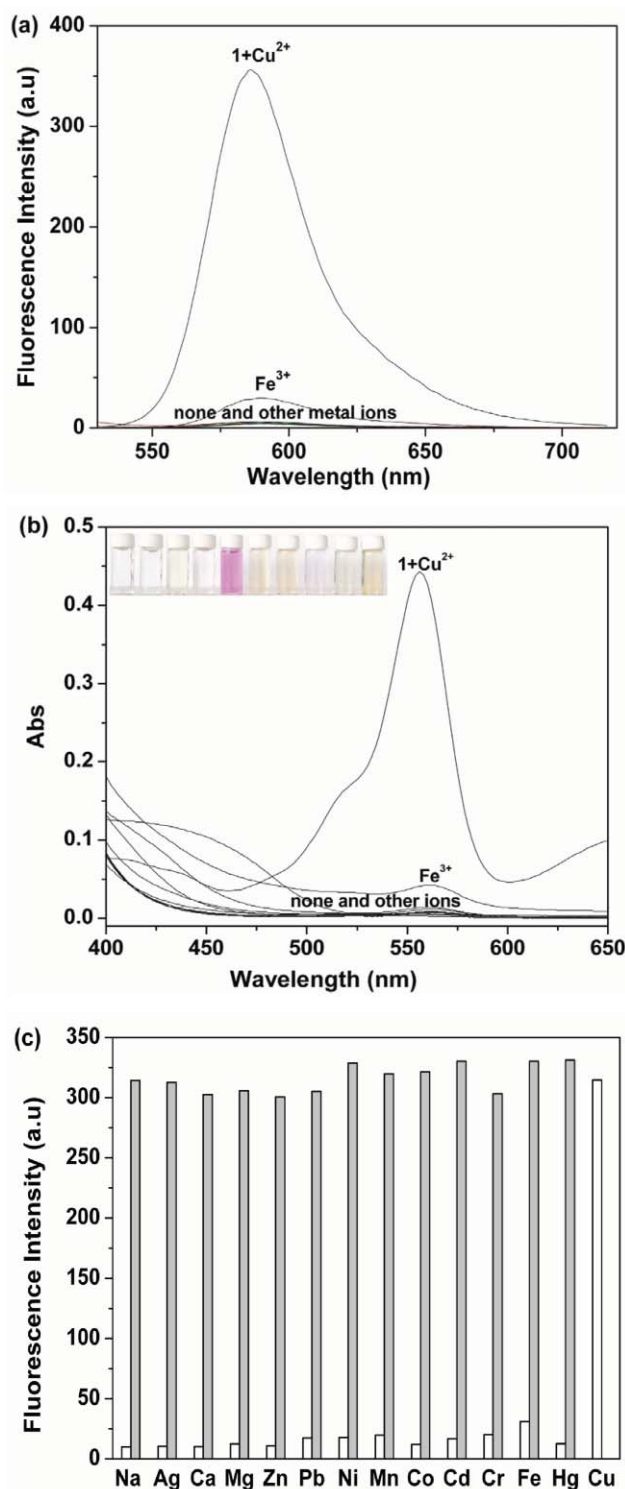 (a)
400
300
200
100
0
Fluorescence Intensity (a.u)
1+Cu²⁺
Fe³⁺
none and other metal ions
550 600 650 700
Wavelength (nm)
(b)
0.5
0.4
0.3
0.2
0.1
0.0
Abs
1+Cu²⁺
Fe³⁺
none and other ions
400 450 500 550 600 650
Wavelength (nm)
(c)
350
300
250
200
150
100
50
0
Fluorescence Intensity (a.u)
Na Ag Ca Mg Zn Pb Ni Mn Co Cd Cr Fe Hg Cu